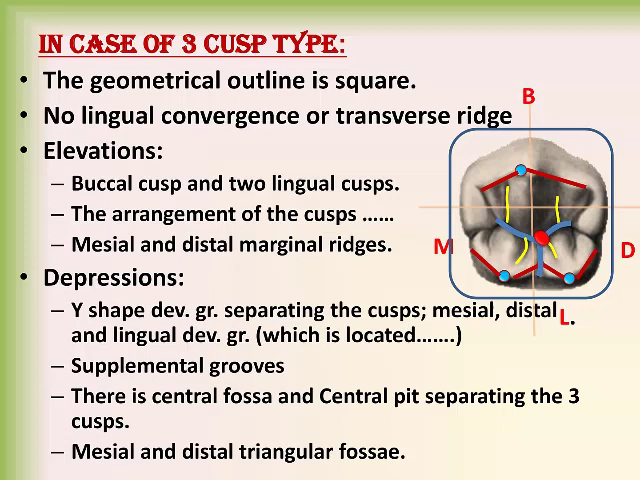 In case of 3 cusp type:
• The geometrical outline is square.
B
• No lingual convergence or transverse ridge
• Elevations:
– Buccal cusp and two lingual cusps.
– The arrangement of the cusps ......
– Mesial and distal marginal ridges.
M
D
• Depressions:
– Y shape dev. gr. separating the cusps; mesial, distal
and lingual dev. gr. (which is located.......)
L.
– Supplemental grooves
– There is central fossa and Central pit separating the 3
cusps.
– Mesial and distal triangular fossae.